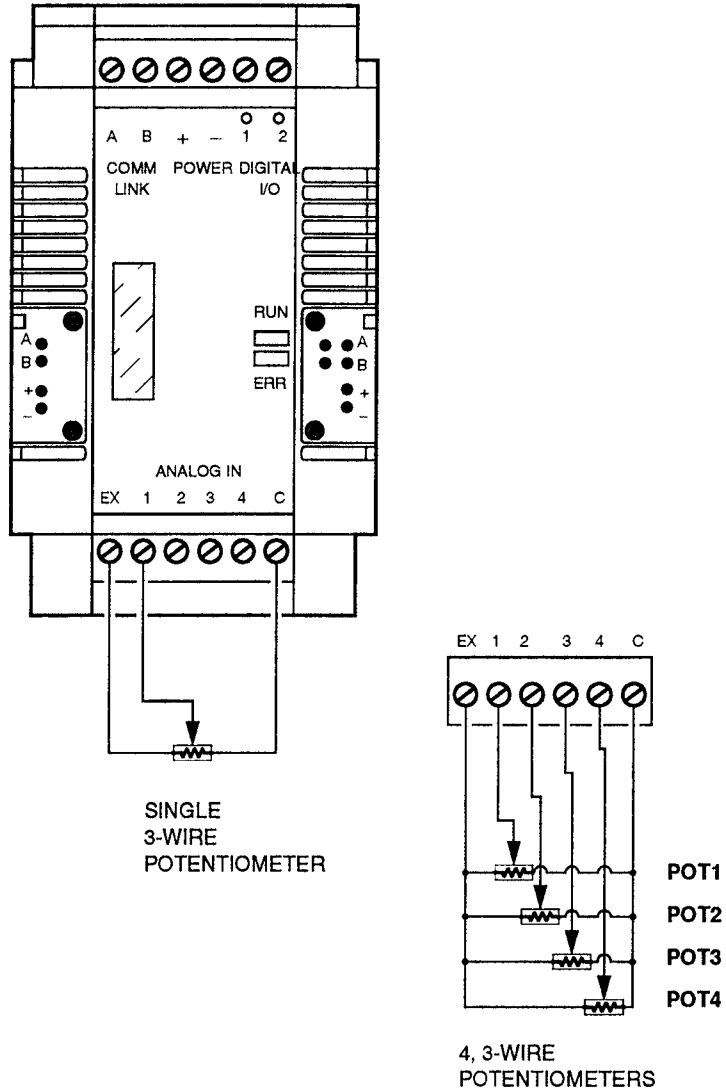 A B + – 1 2
COMM POWER DIGITAL
LINK I/O
RUN
A A
B B
ERR
+ +
– –
ANALOG IN
EX 1 2 3 4 C
SINGLE
3-WIRE
POTENTIOMETER
EX 1 2 3 4 C
POT1
POT2
POT3
POT4
4, 3-WIRE
POTENTIOMETERS